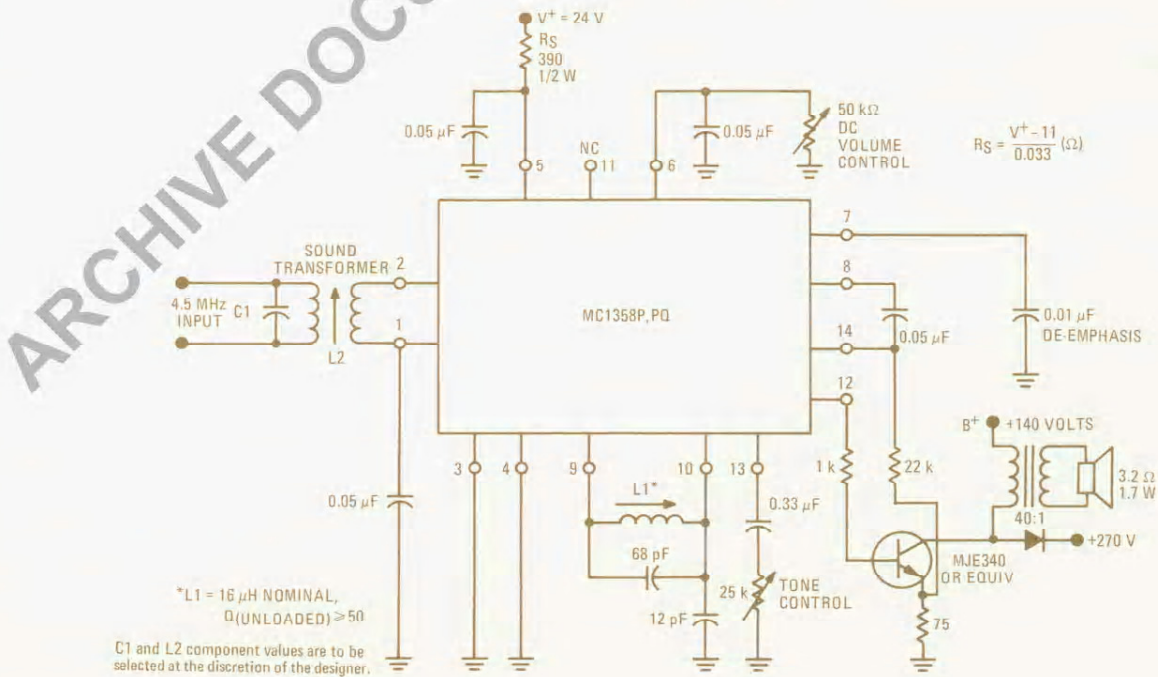 ARCHIVE DOCU
V+ = 24 V
RS
390
1/2 W
0.05 µF
NC
5
11
6
0.05 µF
50 kΩ
DC
VOLUME
CONTROL
RS = V+ - 11 / 0.033 (Ω)
SOUND
TRANSFORMER
2
4.5 MHz
INPUT
C1
1
L2
MC1358P,PQ
7
8
14
12
0.05 µF
0.01 µF
DE-EMPHASIS
3
4
9
10
13
0.05 µF
L1*
68 pF
12 pF
0.33 µF
25 k
TONE
CONTROL
1 k
22 k
B+
+140 VOLTS
3.2 Ω
1.7 W
40:1
+270 V
MJE340
OR EQUIV
75
*L1 = 16 µH NOMINAL,
Q(UNLOADED) ≥ 50
C1 and L2 component values are to be
selected at the discretion of the designer.